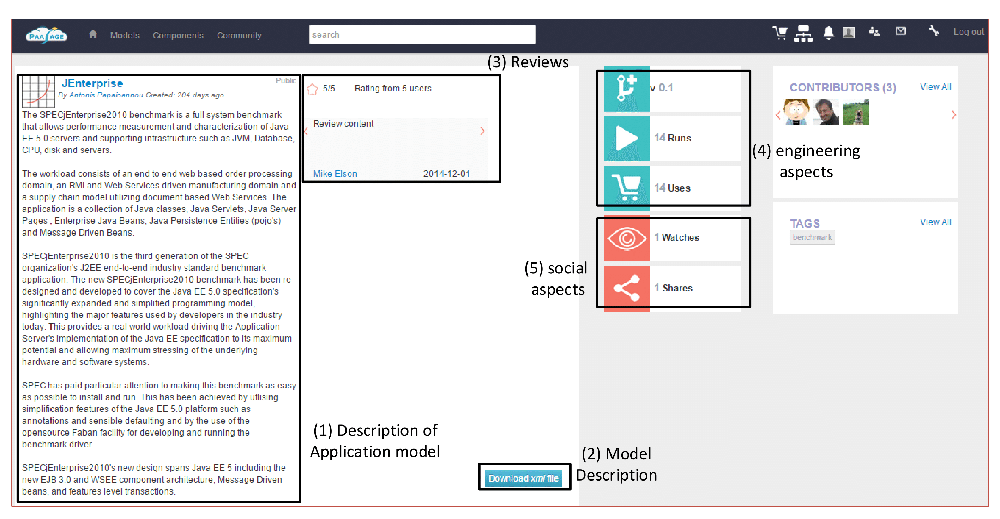 PAASAGE
Models Components Community
search
Log out
(3) Reviews
JEnterprise
Public
By Antonis Papaioannou Created: 204 days ago
The SPECjEnterprise2010 benchmark is a full system benchmark
that allows performance measurement and characterization of Java
EE 5.0 servers and supporting infrastructure such as JVM, Database,
CPU, disk and servers.
The workload consists of an end to end web based order processing
domain, an RMI and Web Services driven manufacturing domain and
a supply chain model utilizing document based Web Services. The
application is a collection of Java classes, Java Servlets, Java Server
Pages , Enterprise Java Beans, Java Persistence Entities (pojo's)
and Message Driven Beans.
SPECjEnterprise2010 is the third generation of the SPEC
organization's J2EE end-to-end industry standard benchmark
application. The new SPECjEnterprise2010 benchmark has been re-
designed and developed to cover the Java EE 5.0 specification's
significantly expanded and simplified programming model,
highlighting the major features used by developers in the industry
today. This provides a real world workload driving the Application
Server's implementation of the Java EE specification to its maximum
potential and allowing maximum stressing of the underlying
hardware and software systems.
SPEC has paid particular attention to making this benchmark as easy
as possible to install and run. This has been achieved by utlising
simplification features of the Java EE 5.0 platform such as
annotations and sensible defaulting and by the use of the
opensource Faban facility for developing and running the
benchmark driver.
SPECjEnterprise2010's new design spans Java EE 5 including the
new EJB 3.0 and WSEE component architecture, Message Driven
beans, and features level transactions.
5/5 Rating from 5 users
Review content
Mike Elson 2014-12-01
(1) Description of
Application model
Download xmi file
(2) Model
Description
v 0.1
14 Runs
14 Uses
(4) engineering
aspects
1 Watches
1 Shares
(5) social
aspects
CONTRIBUTORS (3) View All
TAGS View All
benchmark